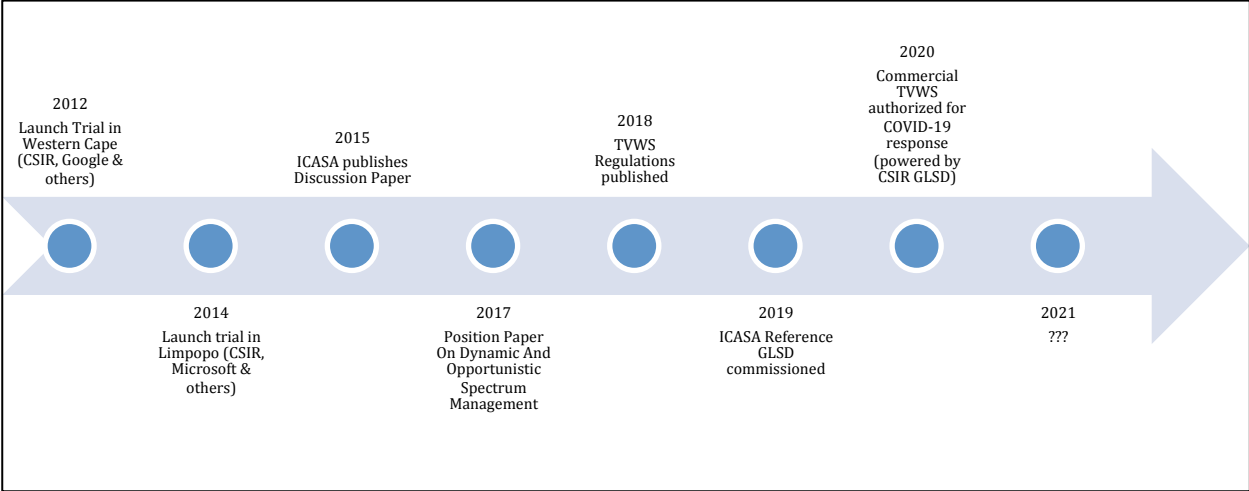 2012
Launch Trial in
Western Cape
(CSIR, Google &
others)
2014
Launch trial in
Limpopo (CSIR,
Microsoft &
others)
2015
ICASA publishes
Discussion Paper
2017
Position Paper
On Dynamic And
Opportunistic
Spectrum
Management
2018
TVWS
Regulations
published
2019
ICASA Reference
GLSD
commissioned
2020
Commercial
TVWS
authorized for
COVID-19
response
(powered by
CSIR GLSD)
2021
???